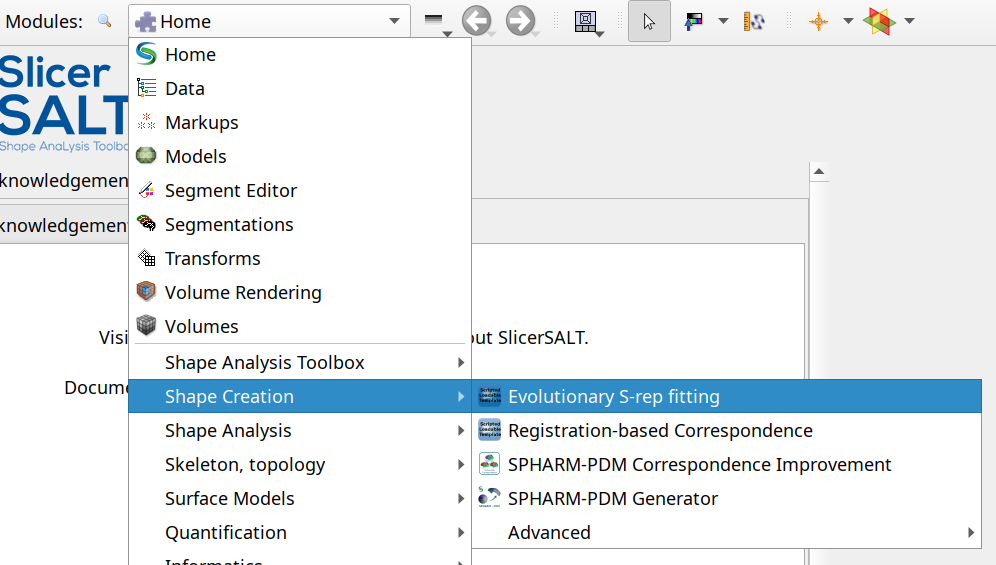 Modules: Home
Home
Slicer
Data
SALT
Markups
Shape AnaLysis Toolbo
Models
knowledgemen
Segment Editor
knowledgement
Segmentations
Transforms
Volume Rendering
Volumes
Visi
out SlicerSALT.
Shape Analysis Toolbox
Docume
Shape Creation
Evolutionary S-rep fitting
Shape Analysis
Registration-based Correspondence
Skeleton, topology
SPHARM-PDM Correspondence Improvement
Surface Models
SPHARM-PDM Generator
Quantification
Advanced
Informatics